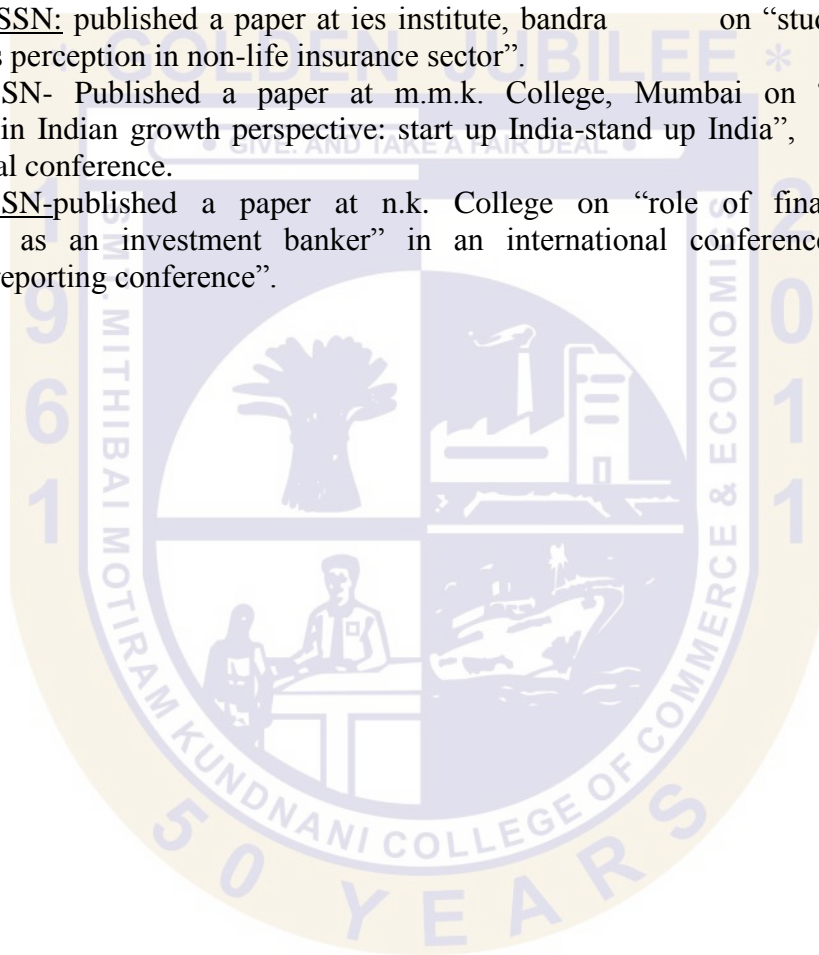 SSN: published a paper at ies institute, bandra on “stud
s perception in non-life insurance sector”.
SN- Published a paper at m.m.k. College, Mumbai on “
in Indian growth perspective: start up India-stand up India”,
al conference.
SN-published a paper at n.k. College on “role of fina
as an investment banker” in an international conference
reporting conference”.
* GOLDEN JUBILEE *
• GIVE. AND TAKE A FAIR DEAL •
1961
2011
SMT. MITHIBAI MOTIRAM KUNDNANI COLLEGE OF COMMERCE & ECONOMICS
50 YEARS